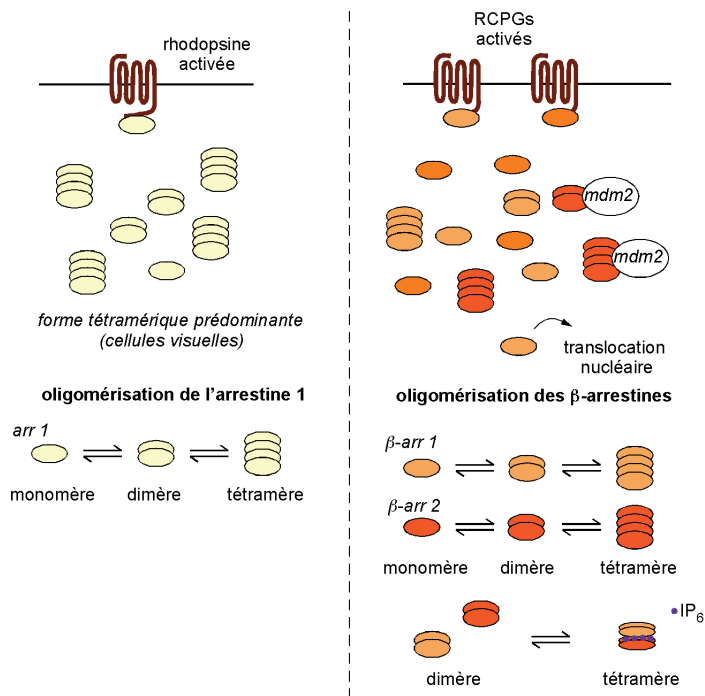 rhodopsine
activée
forme tétramérique prédominante
(cellules visuelles)
oligomérisation de l’arrestine 1
arr 1
monomère
dimère
tétramère
RCPGs
activés
mdm2
mdm2
translocation
nucléaire
oligomérisation des β-arrestines
β-arr 1
β-arr 2
monomère
dimère
tétramère
•IP6
dimère
tétramère